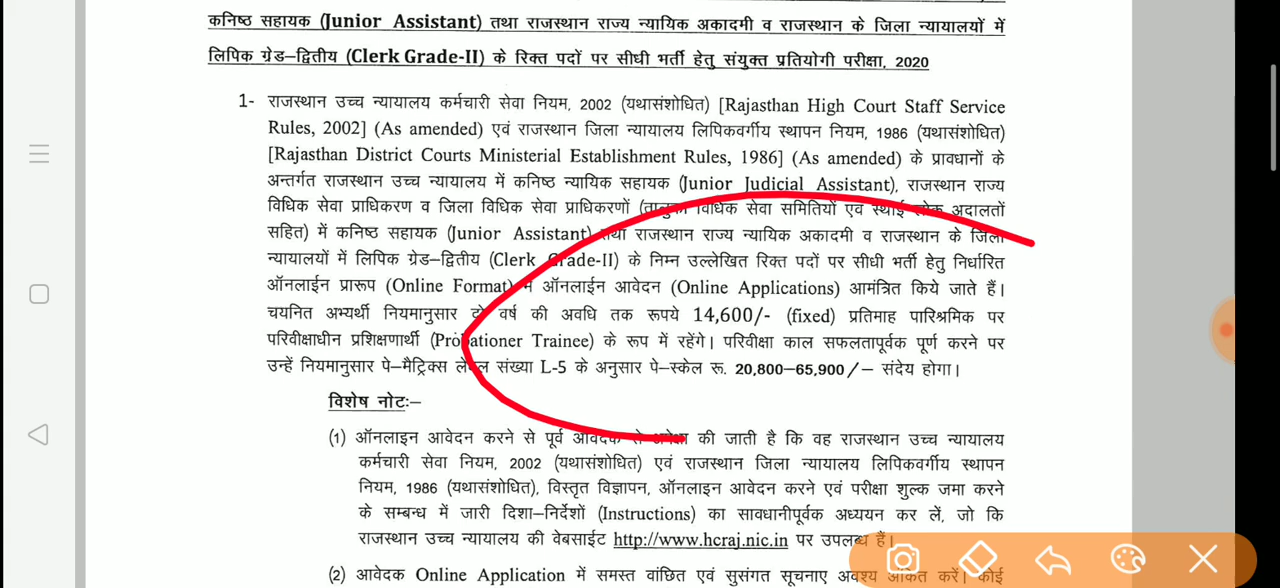 कनिष्ठ सहायक (Junior Assistant) तथा राजस्थान राज्य न्यायिक अकादमी व राजस्थान के जिला न्यायालयों में
लिपिक ग्रेड–द्वितीय (Clerk Grade-II) के रिक्त पदों पर सीधी भर्ती हेतु संयुक्त प्रतियोगी परीक्षा, 2020
1- राजस्थान उच्च न्यायालय कर्मचारी सेवा नियम, 2002 (यथासंशोधित) [Rajasthan High Court Staff Service
Rules, 2002] (As amended) एवं राजस्थान जिला न्यायालय लिपिकवर्गीय स्थापन नियम, 1986 (यथासंशोधित)
[Rajasthan District Courts Ministerial Establishment Rules, 1986] (As amended) के प्रावधानों के
अन्तर्गत राजस्थान उच्च न्यायालय में कनिष्ठ न्यायिक सहायक (Junior Judicial Assistant), राजस्थान राज्य
विधिक सेवा प्राधिकरण व जिला विधिक सेवा प्राधिकरणों (तालुका विधिक सेवा समितियों एवं स्थाई लोक अदालतों
सहित) में कनिष्ठ सहायक (Junior Assistant) तथा राजस्थान राज्य न्यायिक अकादमी व राजस्थान के जिला
न्यायालयों में लिपिक ग्रेड–द्वितीय (Clerk Grade-II) के निम्न उल्लेखित रिक्त पदों पर सीधी भर्ती हेतु निर्धारित
ऑनलाईन प्रारूप (Online Format) में ऑनलाईन आवेदन (Online Applications) आमंत्रित किये जाते हैं।
चयनित अभ्यर्थी नियमानुसार दो वर्ष की अवधि तक रूपये 14,600/- (fixed) प्रतिमाह पारिश्रमिक पर
परिवीक्षाधीन प्रशिक्षणार्थी (Probationer Trainee) के रूप में रहेंगे। परिवीक्षा काल सफलतापूर्वक पूर्ण करने पर
उन्हें नियमानुसार पे–मैट्रिक्स लेवल संख्या L-5 के अनुसार पे–स्केल रू. 20,800–65,900/– संदेय होगा।
विशेष नोटः–
(1) ऑनलाइन आवेदन करने से पूर्व आवेदक से अपेक्षा की जाती है कि वह राजस्थान उच्च न्यायालय
कर्मचारी सेवा नियम, 2002 (यथासंशोधित) एवं राजस्थान जिला न्यायालय लिपिकवर्गीय स्थापन
नियम, 1986 (यथासंशोधित), विस्तृत विज्ञापन, ऑनलाइन आवेदन करने एवं परीक्षा शुल्क जमा करने
के सम्बन्ध में जारी दिशा–निर्देशों (Instructions) का सावधानीपूर्वक अध्ययन कर लें, जो कि
राजस्थान उच्च न्यायालय की वेबसाईट http://www.hcraj.nic.in पर उपलब्ध हैं।
(2) आवेदक Online Application में समस्त वांछित एवं सुसंगत सूचनाए अवश्य अंकित करें। कोई